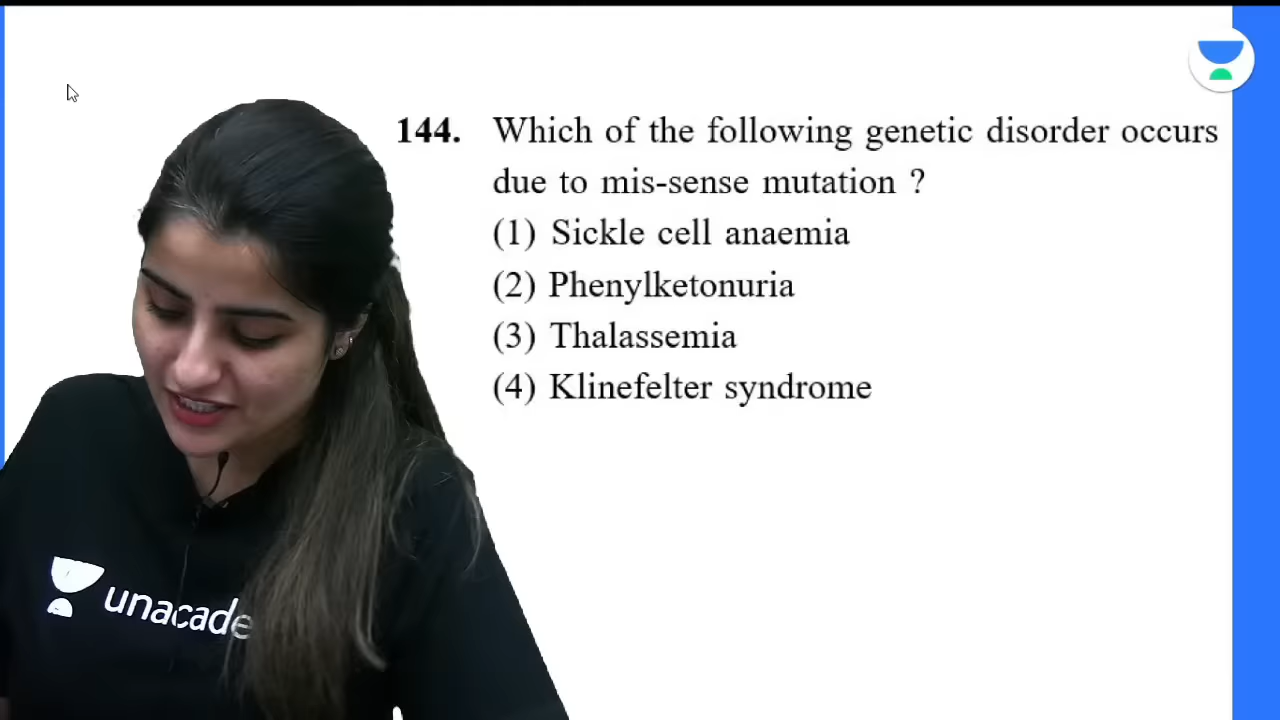 144. Which of the following genetic disorder occurs
due to mis-sense mutation ?
(1) Sickle cell anaemia
(2) Phenylketonuria
(3) Thalassemia
(4) Klinefelter syndrome
unacade